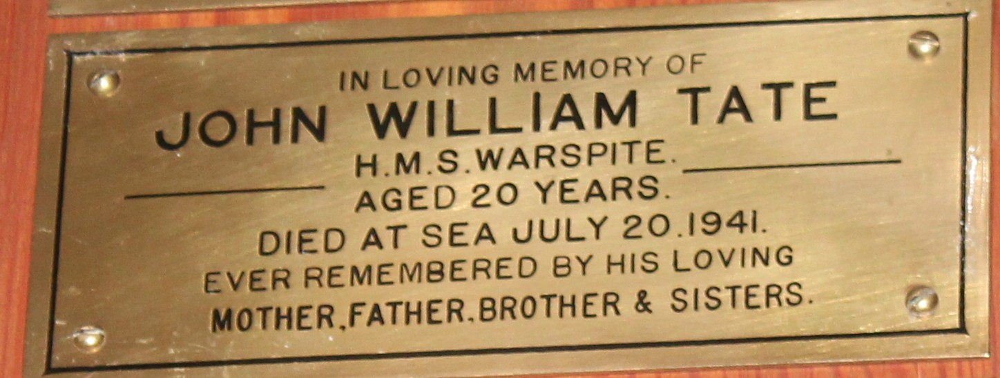 IN LOVING MEMORY OF
JOHN WILLIAM TATE
H.M.S.WARSPITE.
AGED 20 YEARS.
DIED AT SEA JULY 20.1941.
EVER REMEMBERED BY HIS LOVING
MOTHER,FATHER.BROTHER & SISTERS.